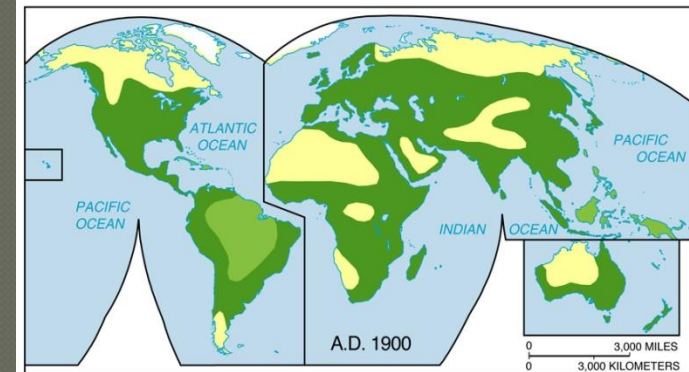 ATLANTIC
OCEAN
PACIFIC
OCEAN
PACIFIC
OCEAN
INDIAN OCEAN
A.D. 1900
0 3,000 MILES
0 3,000 KILOMETERS